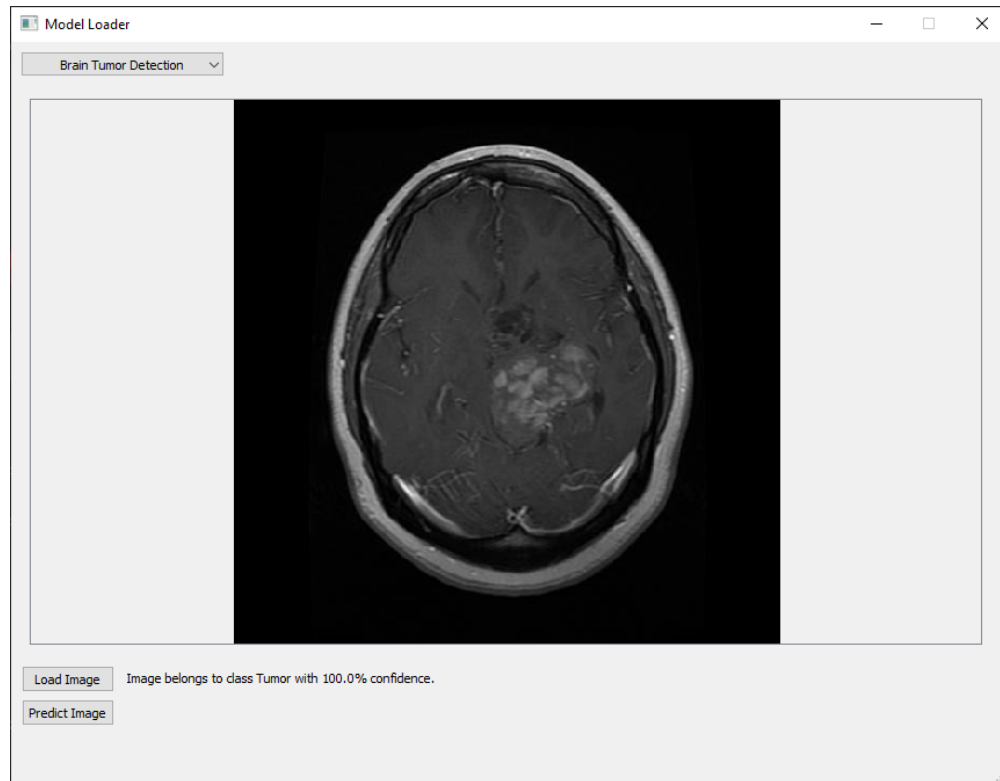 Model Loader
Brain Tumor Detection
Load Image
Image belongs to class Tumor with 100.0% confidence.
Predict Image